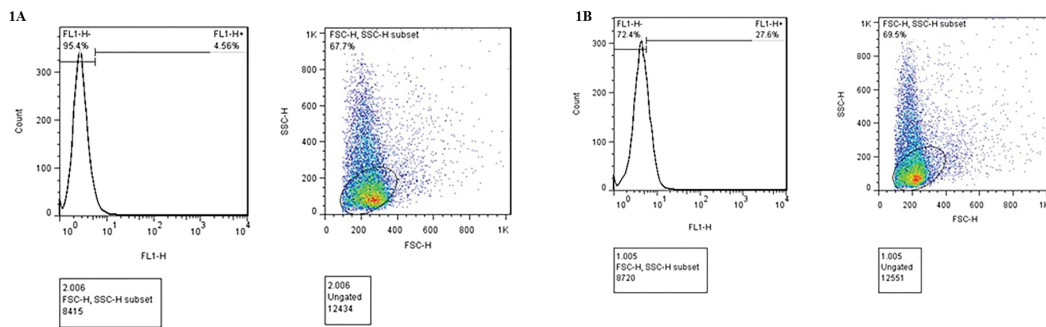 1A
FL1-H-
95.4%
FL1-H+
4.56%
300
200
100
0
Count
10^0 10^1 10^2 10^3 10^4
FL1-H
2.006
FSC-H, SSC-H subset
8415
FSC-H, SSC-H subset
67.7%
1K
800
600
400
200
0
SSC-H
0 200 400 600 800 1K
FSC-H
2.006
Ungated
12434
1B
FL1-H-
72.4%
FL1-H+
27.6%
300
200
100
0
Count
10^0 10^1 10^2 10^3 10^4
FL1-H
1.005
FSC-H, SSC-H subset
8720
FSC-H, SSC-H subset
69.5%
1K
800
600
400
200
0
SSC-H
0 200 400 600 800 1K
FSC-H
1.005
Ungated
12551